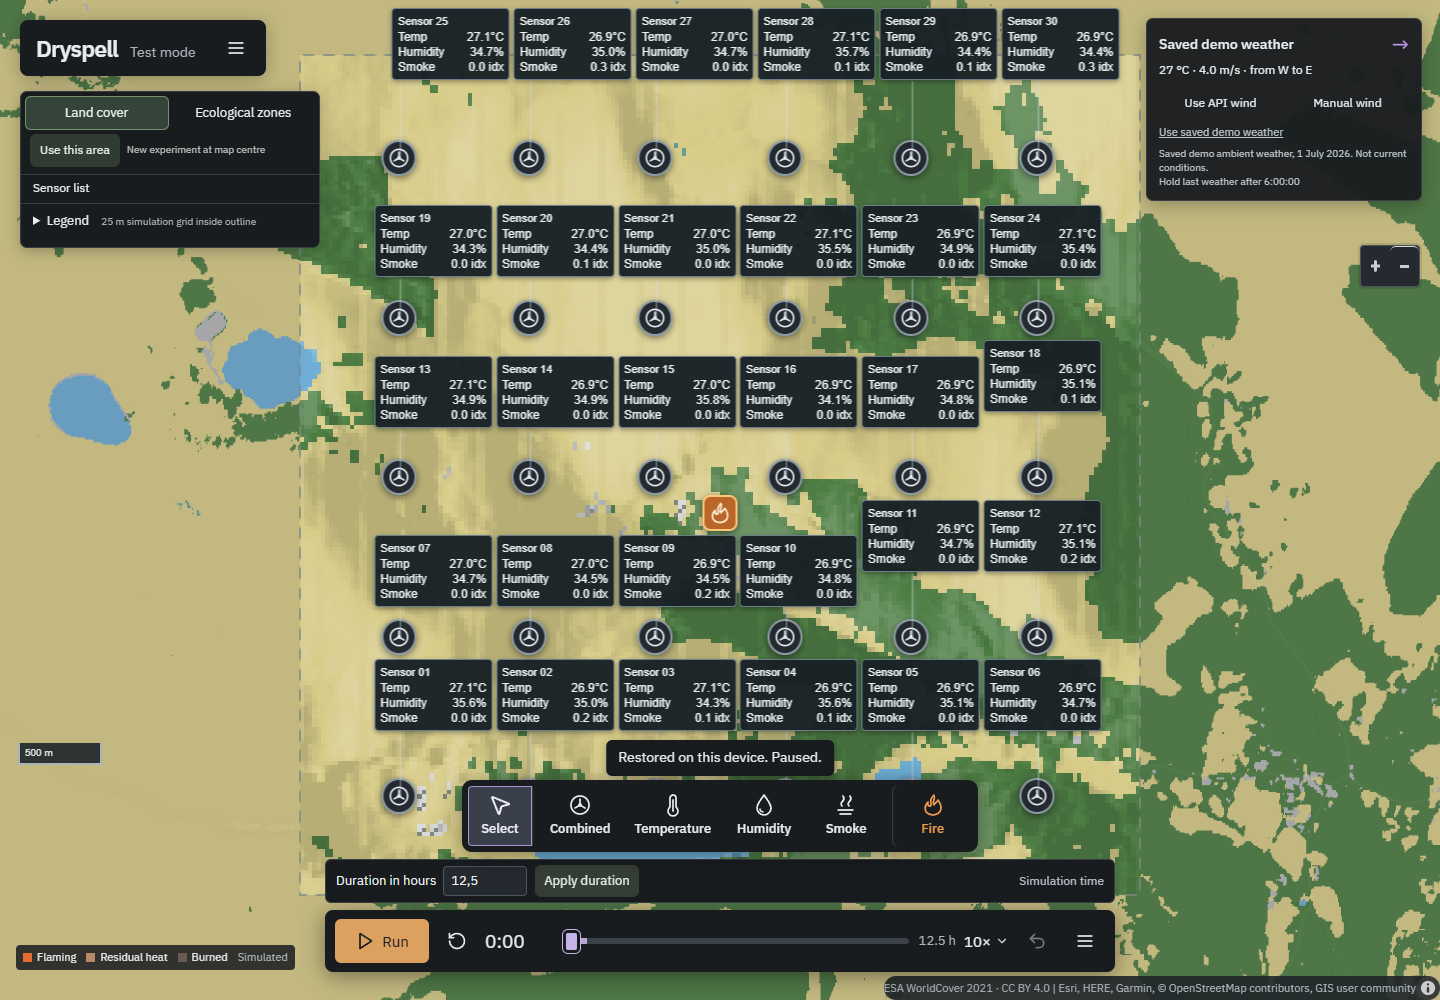 Dryspell Test mode
Land cover Ecological zones
Use this area New experiment at map centre
Sensor list
Legend 25 m simulation grid inside outline
Saved demo weather
27 °C · 4.0 m/s · from W to E
Use API wind Manual wind
Use saved demo weather
Saved demo ambient weather, 1 July 2026. Not current
conditions.
Hold last weather after 6:00:00
+ −
Sensor 25
Temp 27.1°C
Humidity 34.7%
Smoke 0.0 idx
Sensor 26
Temp 26.9°C
Humidity 35.0%
Smoke 0.3 idx
Sensor 27
Temp 27.0°C
Humidity 34.7%
Smoke 0.0 idx
Sensor 28
Temp 27.1°C
Humidity 35.7%
Smoke 0.1 idx
Sensor 29
Temp 26.9°C
Humidity 34.4%
Smoke 0.1 idx
Sensor 30
Temp 26.9°C
Humidity 34.4%
Smoke 0.3 idx
Sensor 19
Temp 27.0°C
Humidity 34.3%
Smoke 0.0 idx
Sensor 20
Temp 27.0°C
Humidity 34.4%
Smoke 0.1 idx
Sensor 21
Temp 27.0°C
Humidity 35.0%
Smoke 0.0 idx
Sensor 22
Temp 27.1°C
Humidity 35.5%
Smoke 0.0 idx
Sensor 23
Temp 26.9°C
Humidity 34.9%
Smoke 0.0 idx
Sensor 24
Temp 27.1°C
Humidity 35.4%
Smoke 0.0 idx
Sensor 13
Temp 27.1°C
Humidity 34.9%
Smoke 0.0 idx
Sensor 14
Temp 26.9°C
Humidity 34.9%
Smoke 0.0 idx
Sensor 15
Temp 27.0°C
Humidity 35.8%
Smoke 0.0 idx
Sensor 16
Temp 26.9°C
Humidity 34.1%
Smoke 0.0 idx
Sensor 17
Temp 26.9°C
Humidity 34.8%
Smoke 0.0 idx
Sensor 18
Temp 26.9°C
Humidity 35.1%
Smoke 0.1 idx
Sensor 07
Temp 27.0°C
Humidity 34.7%
Smoke 0.0 idx
Sensor 08
Temp 27.0°C
Humidity 34.5%
Smoke 0.0 idx
Sensor 09
Temp 26.9°C
Humidity 34.5%
Smoke 0.2 idx
Sensor 10
Temp 26.9°C
Humidity 34.8%
Smoke 0.0 idx
Sensor 11
Temp 26.9°C
Humidity 34.7%
Smoke 0.0 idx
Sensor 12
Temp 27.1°C
Humidity 35.1%
Smoke 0.2 idx
Sensor 01
Temp 27.1°C
Humidity 35.6%
Smoke 0.0 idx
Sensor 02
Temp 26.9°C
Humidity 35.0%
Smoke 0.2 idx
Sensor 03
Temp 27.1°C
Humidity 34.3%
Smoke 0.1 idx
Sensor 04
Temp 26.9°C
Humidity 35.6%
Smoke 0.1 idx
Sensor 05
Temp 26.9°C
Humidity 35.1%
Smoke 0.0 idx
Sensor 06
Temp 26.9°C
Humidity 34.7%
Smoke 0.0 idx
500 m
Restored on this device. Paused.
Select Combined Temperature Humidity Smoke Fire
Duration in hours 12,5 Apply duration Simulation time
Run 0:00 12.5 h 10×
Flaming Residual heat Burned Simulated
ESA WorldCover 2021 · CC BY 4.0 | Esri, HERE, Garmin, © OpenStreetMap contributors, GIS user community